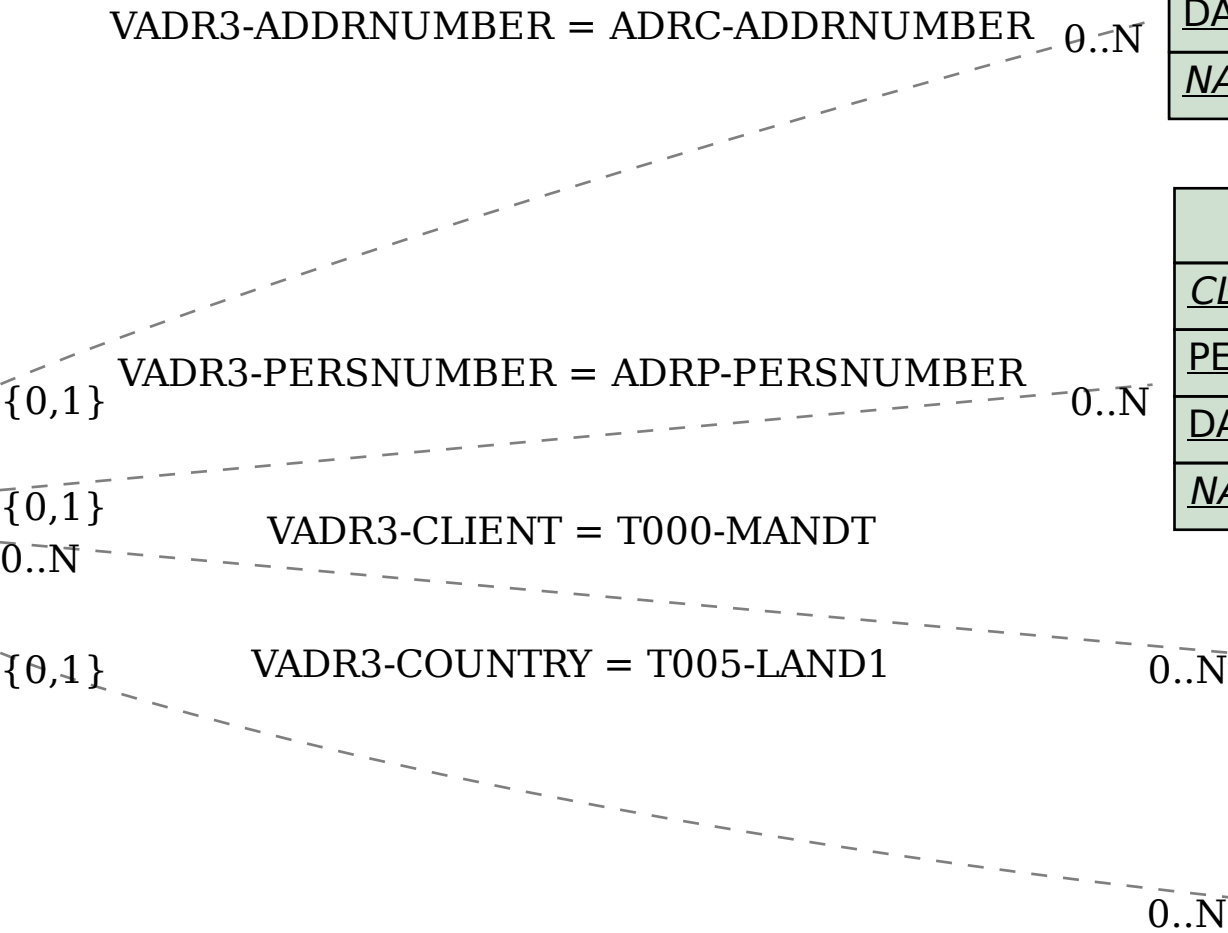 VADR3-ADDRNUMBER = ADRC-ADDRNUMBER
0..N
{0,1}
VADR3-PERSNUMBER = ADRP-PERSNUMBER
0..N
{0,1}
VADR3-CLIENT = T000-MANDT
0..N
0..N
{0,1}
VADR3-COUNTRY = T005-LAND1
0..N